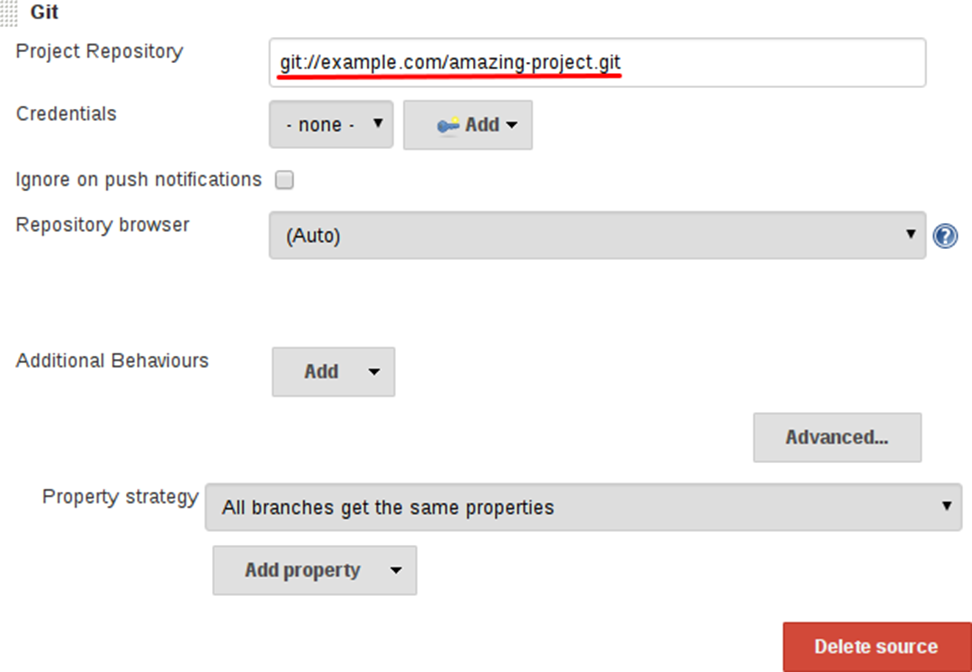 Git
Project Repository
git://example.com/amazing-project.git
Credentials
- none -
Add
Ignore on push notifications
Repository browser
(Auto)
?
Additional Behaviours
Add
Advanced...
Property strategy
All branches get the same properties
Add property
Delete source